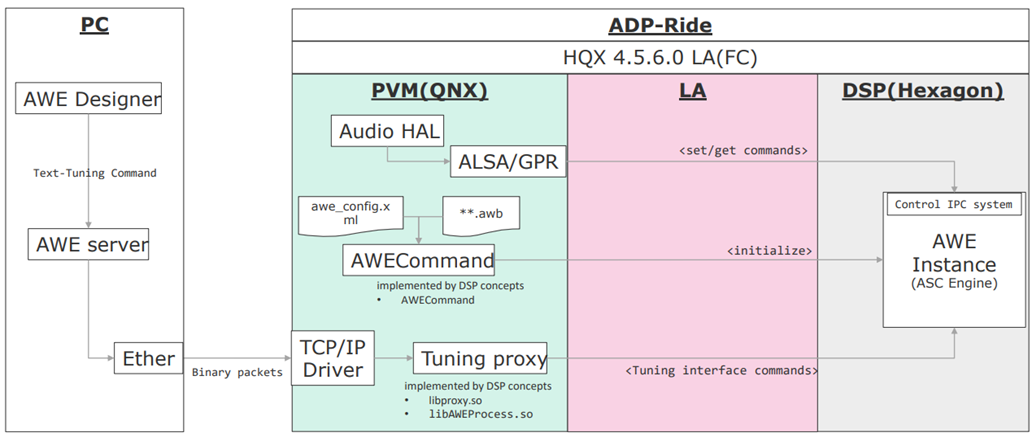 PC
AWE Designer
Text-Tuning Command
AWE server
Ether
Binary packets
ADP-Ride
HQX 4.5.6.0 LA(FC)
PVM(QNX)
LA
DSP(Hexagon)
Audio HAL
ALSA/GPR
<set/get commands>
awe_config.x
ml
**.awb
AWECommand
<initialize>
implemented by DSP concepts
• AWECommand
Control IPC system
AWE
Instance
(ASC Engine)
TCP/IP
Driver
Tuning proxy
<Tuning interface commands>
implemented by DSP concepts
• libproxy.so
• libAWEProcess.so